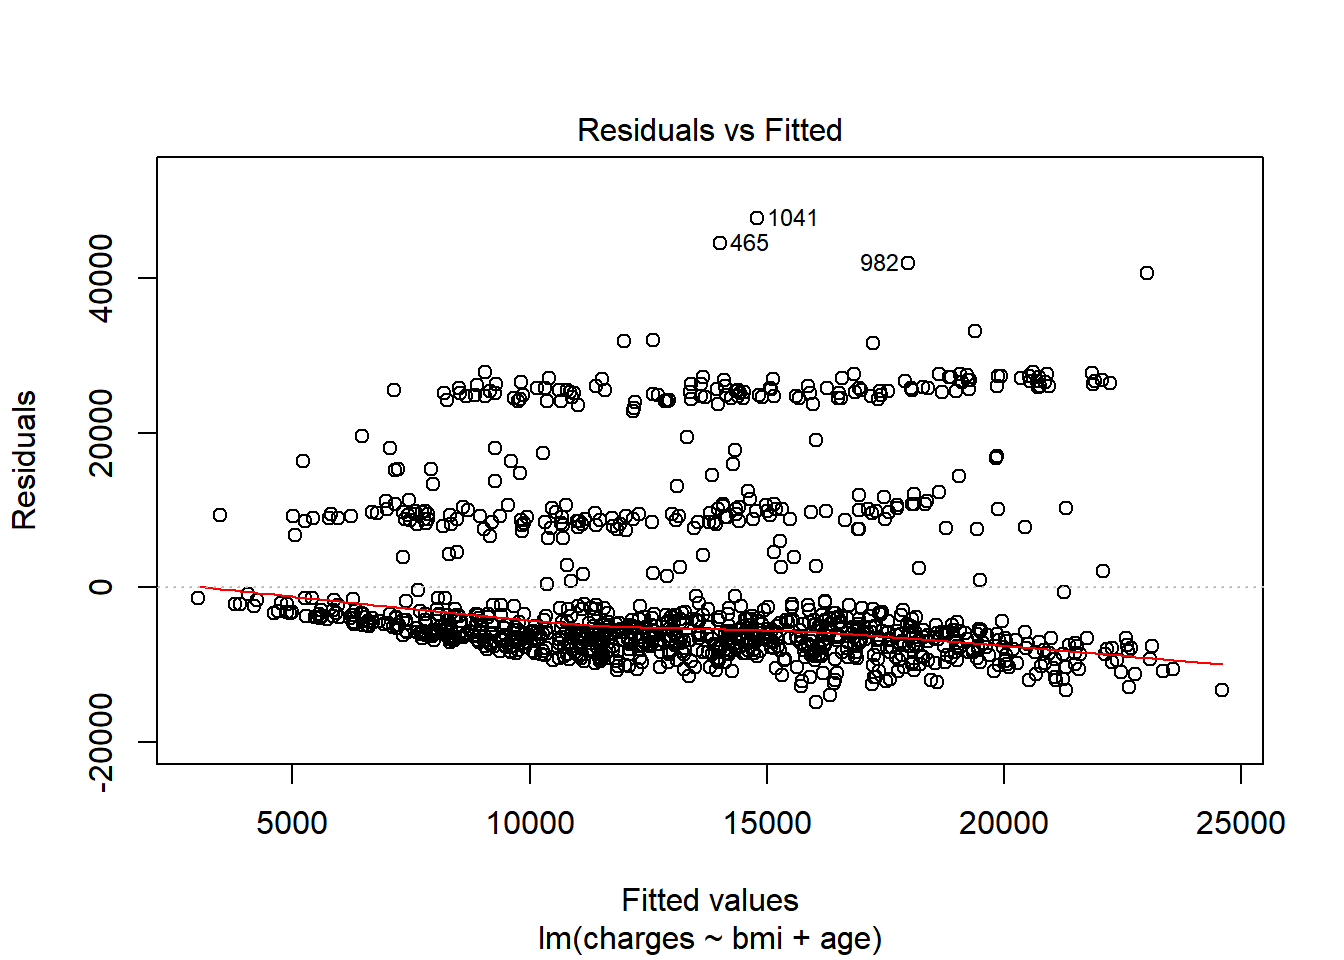 Residuals vs Fitted
1041
465
982
Residuals
40000
20000
0
-20000
5000 10000 15000 20000 25000
Fitted values
lm(charges ~ bmi + age)